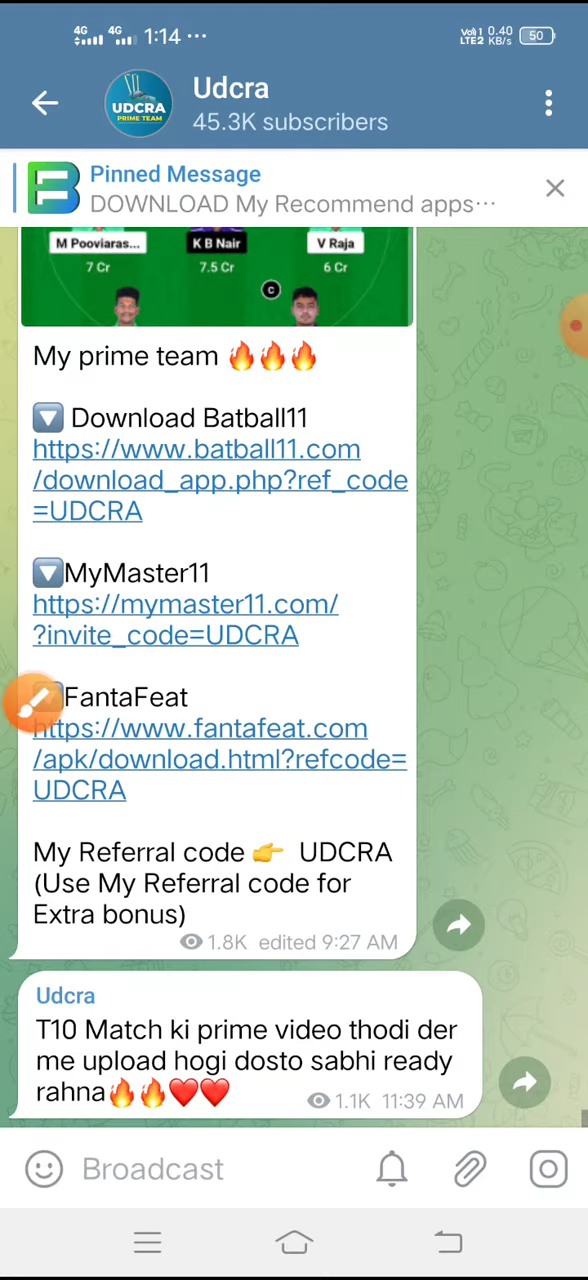 4G 4G 1:14 ···
Vo)) 1 0.40
LTE2 KB/s 50
UDCRA
PRIME TEAM
Udcra
45.3K subscribers
Pinned Message
DOWNLOAD My Recommend apps···
M Pooviaras... K B Nair V Raja
7 Cr 7.5 Cr 6 Cr
C
My prime team 🔥🔥🔥
🔽 Download Batball11
https://www.batball11.com
/download_app.php?ref_code
=UDCRA
🔽MyMaster11
https://mymaster11.com/
?invite_code=UDCRA
FantaFeat
https://www.fantafeat.com
/apk/download.html?refcode=
UDCRA
My Referral code 👉 UDCRA
(Use My Referral code for
Extra bonus)
1.8K edited 9:27 AM
Udcra
T10 Match ki prime video thodi der
me upload hogi dosto sabhi ready
rahna🔥🔥❤️❤️
1.1K 11:39 AM
Broadcast